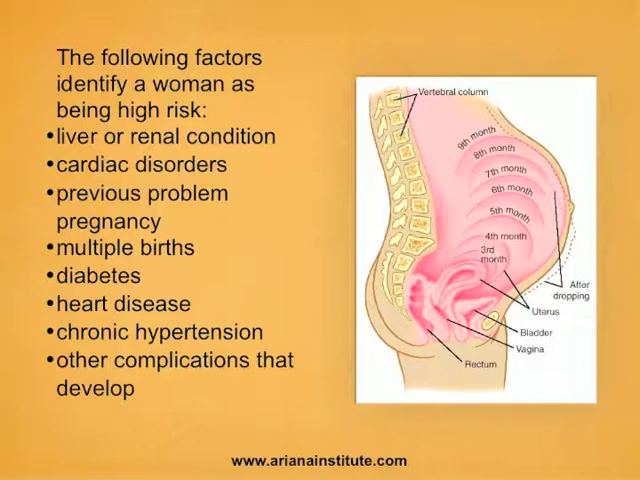 The following factors
identify a woman as
being high risk:
•liver or renal condition
•cardiac disorders
•previous problem
pregnancy
•multiple births
•diabetes
•heart disease
•chronic hypertension
•other complications that
develop
Vertebral column
9th month
8th month
7th month
6th month
5th month
4th month
3rd
month
After
dropping
Uterus
Bladder
Vagina
Rectum
www.arianainstitute.com